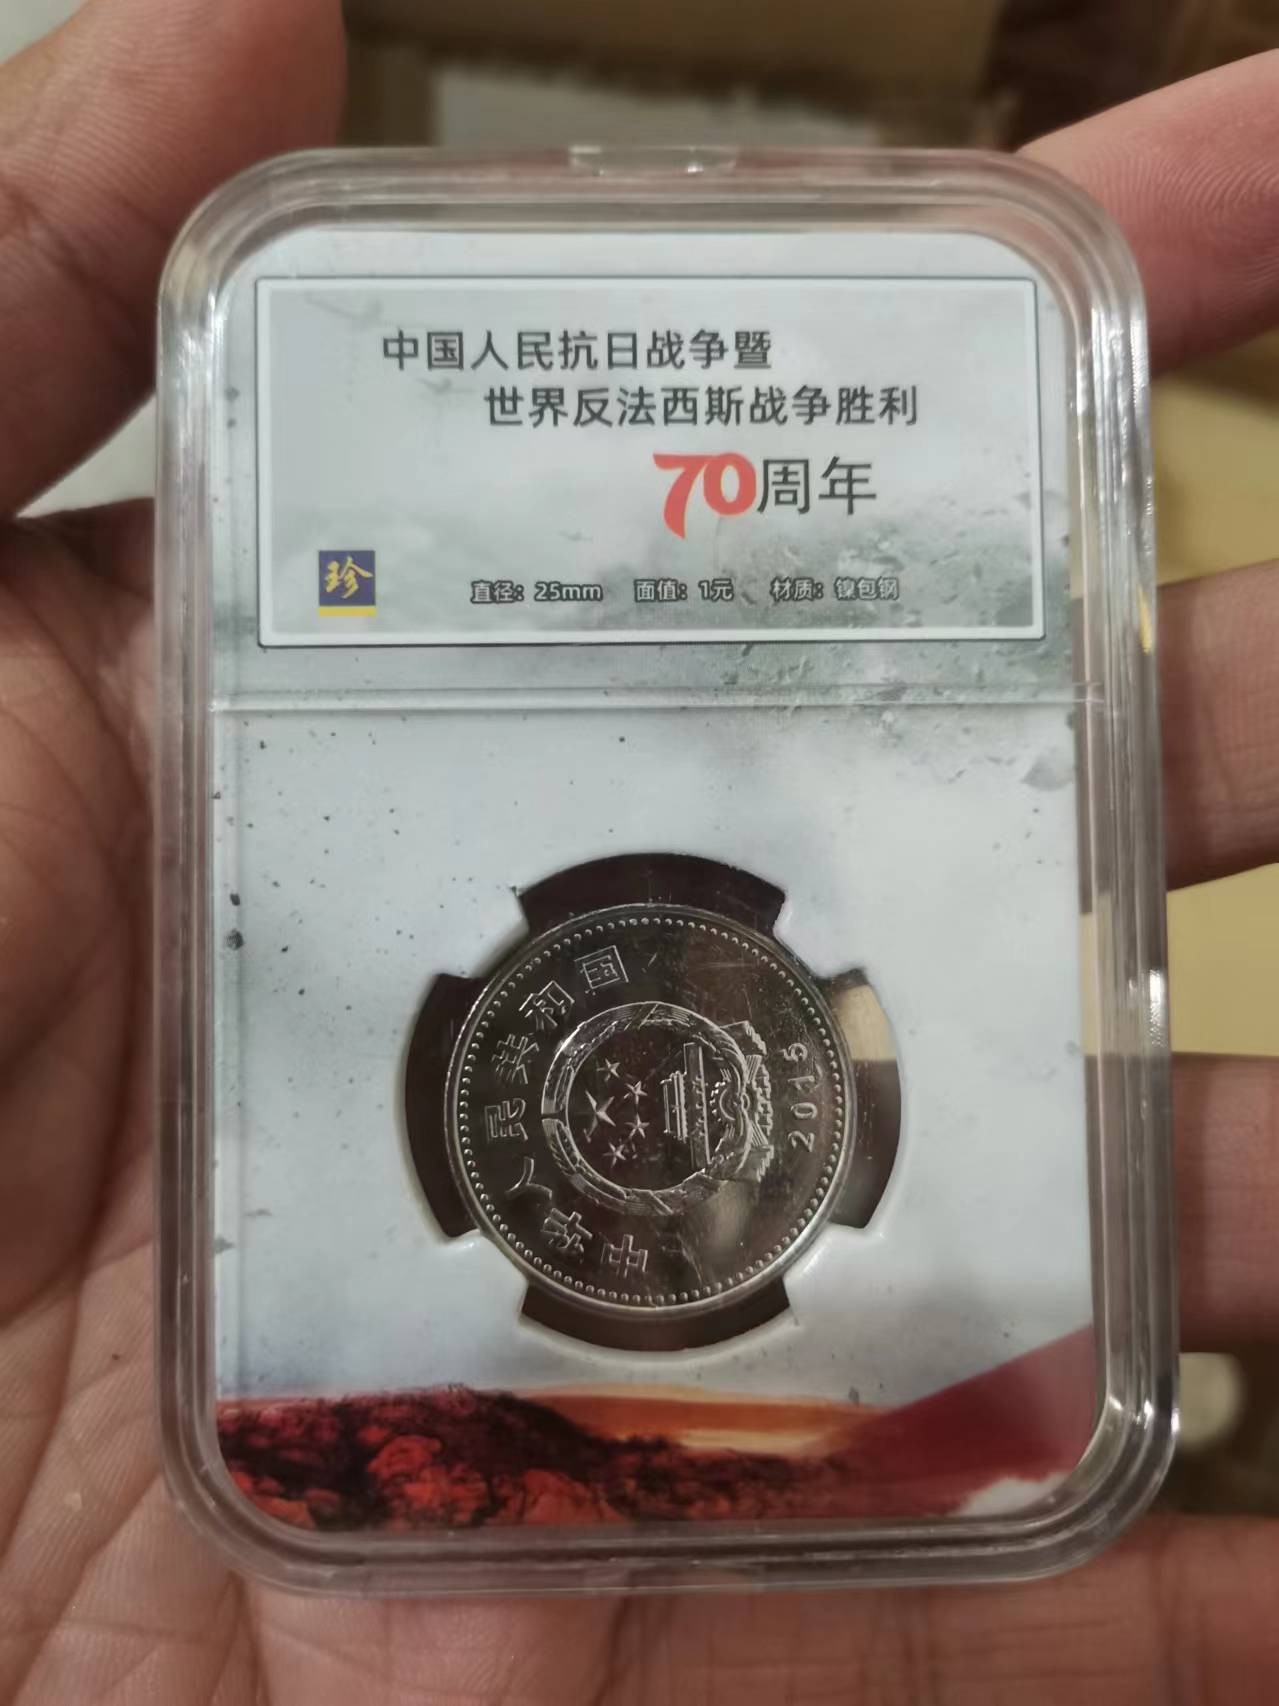 中国人民抗日战争暨
世界反法西斯战争胜利
70周年
珍
直径：25mm 面值：1元 材质：镍包钢
中华人民共和国
2015